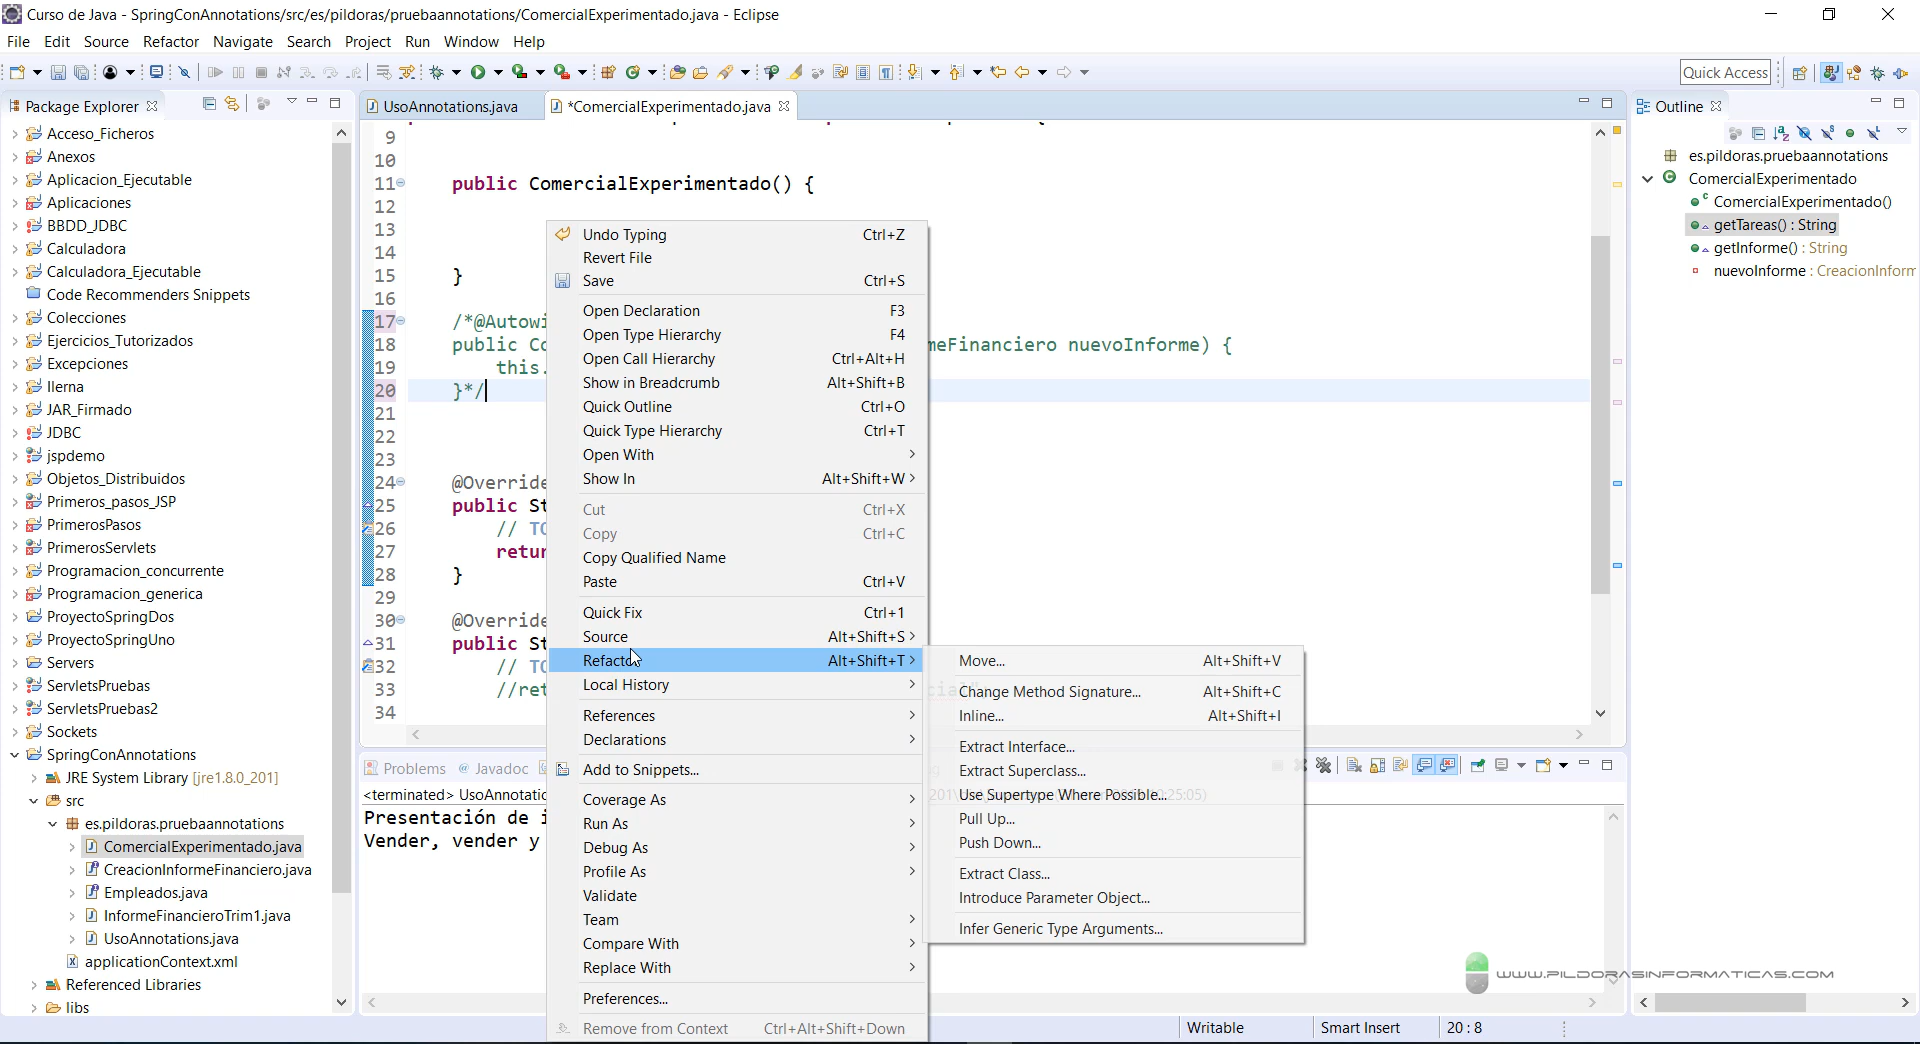 Curso de Java - SpringConAnnotations/src/es/pildoras/pruebaannotations/ComercialExperimentado.java - Eclipse
File Edit Source Refactor Navigate Search Project Run Window Help
Quick Access
Package Explorer
Acceso_Ficheros
Anexos
Aplicacion_Ejecutable
Aplicaciones
BBDD_JDBC
Calculadora
Calculadora_Ejecutable
Code Recommenders Snippets
Colecciones
Ejercicios_Tutorizados
Excepciones
Ilerna
JAR_Firmado
JDBC
jspdemo
Objetos_Distribuidos
Primeros_pasos_JSP
PrimerosPasos
PrimerosServlets
Programacion_concurrente
Programacion_generica
ProyectoSpringDos
ProyectoSpringUno
Servers
ServletsPruebas
ServletsPruebas2
Sockets
SpringConAnnotations
JRE System Library [jre1.8.0_201]
src
es.pildoras.pruebaannotations
ComercialExperimentado.java
CreacionInformeFinanciero.java
Empleados.java
InformeFinancieroTrim1.java
UsoAnnotations.java
applicationContext.xml
Referenced Libraries
libs
UsoAnnotations.java *ComercialExperimentado.java
9
10
11 public ComercialExperimentado() {
12
13
14
15 }
16
17 /*@Autowi
18 public Co meFinanciero nuevoInforme) {
19 this.
20 }*/
21
22
23
24 @Override
25 public St
26 // TO
27 retur
28 }
29
30 @Override
31 public St
32 // TO
33 //ret cial"
34
Undo Typing Ctrl+Z
Revert File
Save Ctrl+S
Open Declaration F3
Open Type Hierarchy F4
Open Call Hierarchy Ctrl+Alt+H
Show in Breadcrumb Alt+Shift+B
Quick Outline Ctrl+O
Quick Type Hierarchy Ctrl+T
Open With
Show In Alt+Shift+W
Cut Ctrl+X
Copy Ctrl+C
Copy Qualified Name
Paste Ctrl+V
Quick Fix Ctrl+1
Source Alt+Shift+S
Refactor Alt+Shift+T
Local History
References
Declarations
Add to Snippets...
Coverage As
Run As
Debug As
Profile As
Validate
Team
Compare With
Replace With
Preferences...
Remove from Context Ctrl+Alt+Shift+Down
Move... Alt+Shift+V
Change Method Signature... Alt+Shift+C
Inline... Alt+Shift+I
Extract Interface...
Extract Superclass...
Use Supertype Where Possible...
Pull Up...
Push Down...
Extract Class...
Introduce Parameter Object...
Infer Generic Type Arguments...
Problems Javadoc
<terminated> UsoAnnotatio
Presentación de i
Vender, vender y
Outline
es.pildoras.pruebaannotations
ComercialExperimentado
ComercialExperimentado()
getTareas() : String
getInforme() : String
nuevoInforme : CreacionInform
WWW.PILDORASINFORMATICAS.COM
Writable Smart Insert 20 : 8